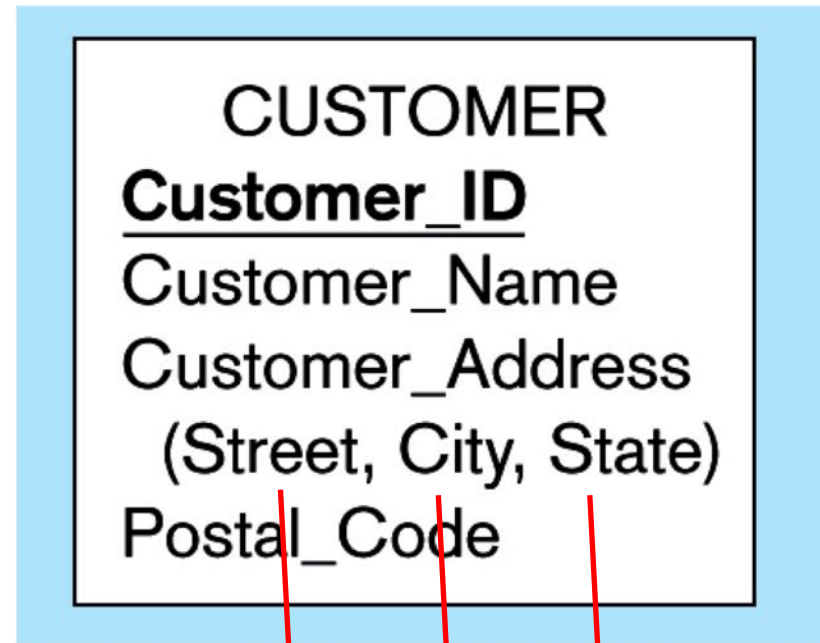 CUSTOMER
Customer_ID
Customer_Name
Customer_Address
(Street, City, State)
Postal_Code